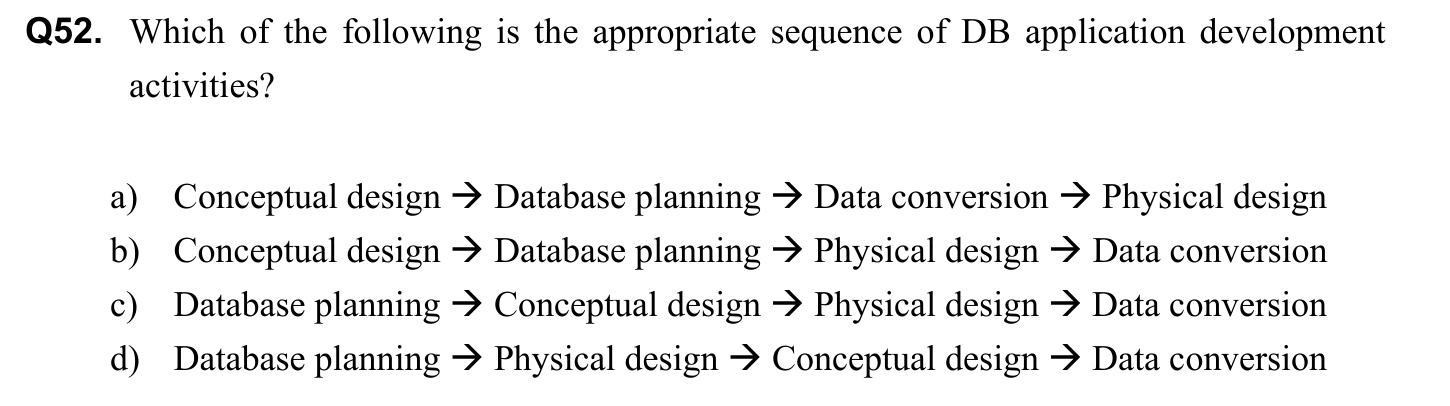 Q52. Which of the following is the appropriate sequence of DB application development
activities?
a) Conceptual design → Database planning → Data conversion → Physical design
b) Conceptual design → Database planning → Physical design → Data conversion
c) Database planning → Conceptual design → Physical design → Data conversion
d) Database planning → Physical design → Conceptual design → Data conversion